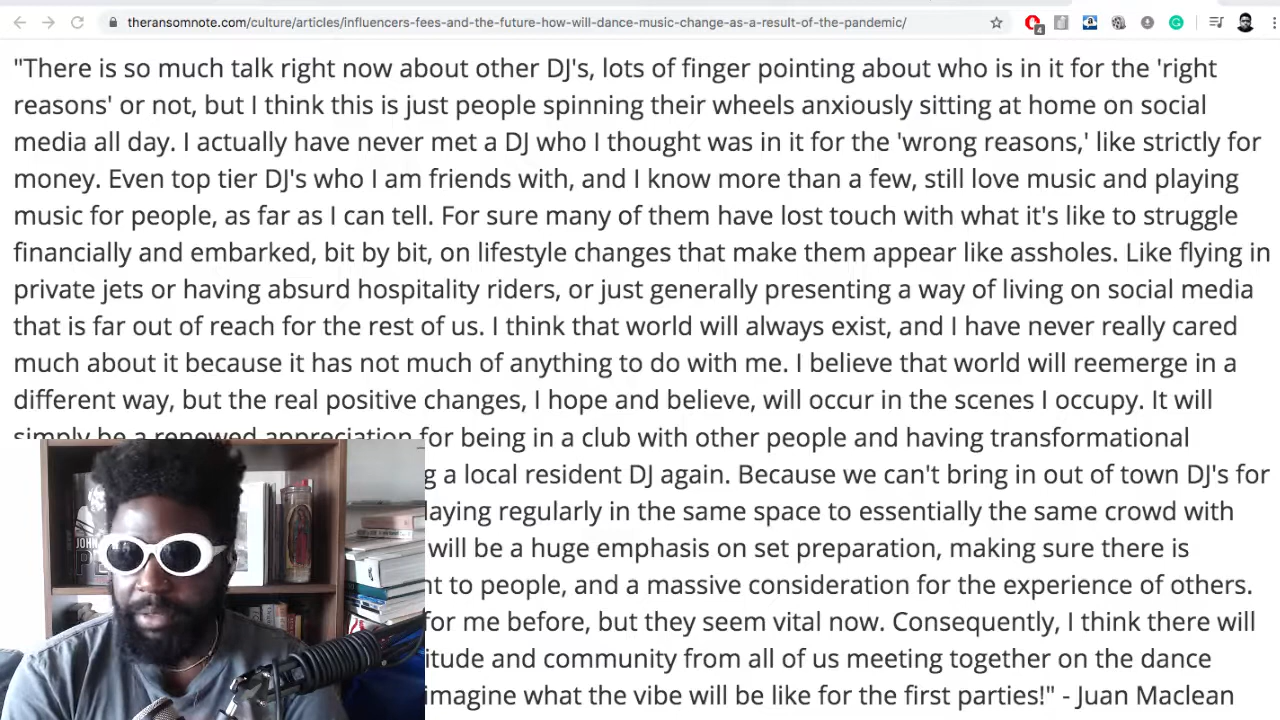 theransomnote.com/culture/articles/influencers-fees-and-the-future-how-will-dance-music-change-as-a-result-of-the-pandemic/
4
"There is so much talk right now about other DJ's, lots of finger pointing about who is in it for the 'right
reasons' or not, but I think this is just people spinning their wheels anxiously sitting at home on social
media all day. I actually have never met a DJ who I thought was in it for the 'wrong reasons,' like strictly for
money. Even top tier DJ's who I am friends with, and I know more than a few, still love music and playing
music for people, as far as I can tell. For sure many of them have lost touch with what it's like to struggle
financially and embarked, bit by bit, on lifestyle changes that make them appear like assholes. Like flying in
private jets or having absurd hospitality riders, or just generally presenting a way of living on social media
that is far out of reach for the rest of us. I think that world will always exist, and I have never really cared
much about it because it has not much of anything to do with me. I believe that world will reemerge in a
different way, but the real positive changes, I hope and believe, will occur in the scenes I occupy. It will
simply be a renewed appreciation for being in a club with other people and having transformational
g a local resident DJ again. Because we can't bring in out of town DJ's for
laying regularly in the same space to essentially the same crowd with
will be a huge emphasis on set preparation, making sure there is
nt to people, and a massive consideration for the experience of others.
for me before, but they seem vital now. Consequently, I think there will
itude and community from all of us meeting together on the dance
imagine what the vibe will be like for the first parties!" - Juan Maclean
JOHN